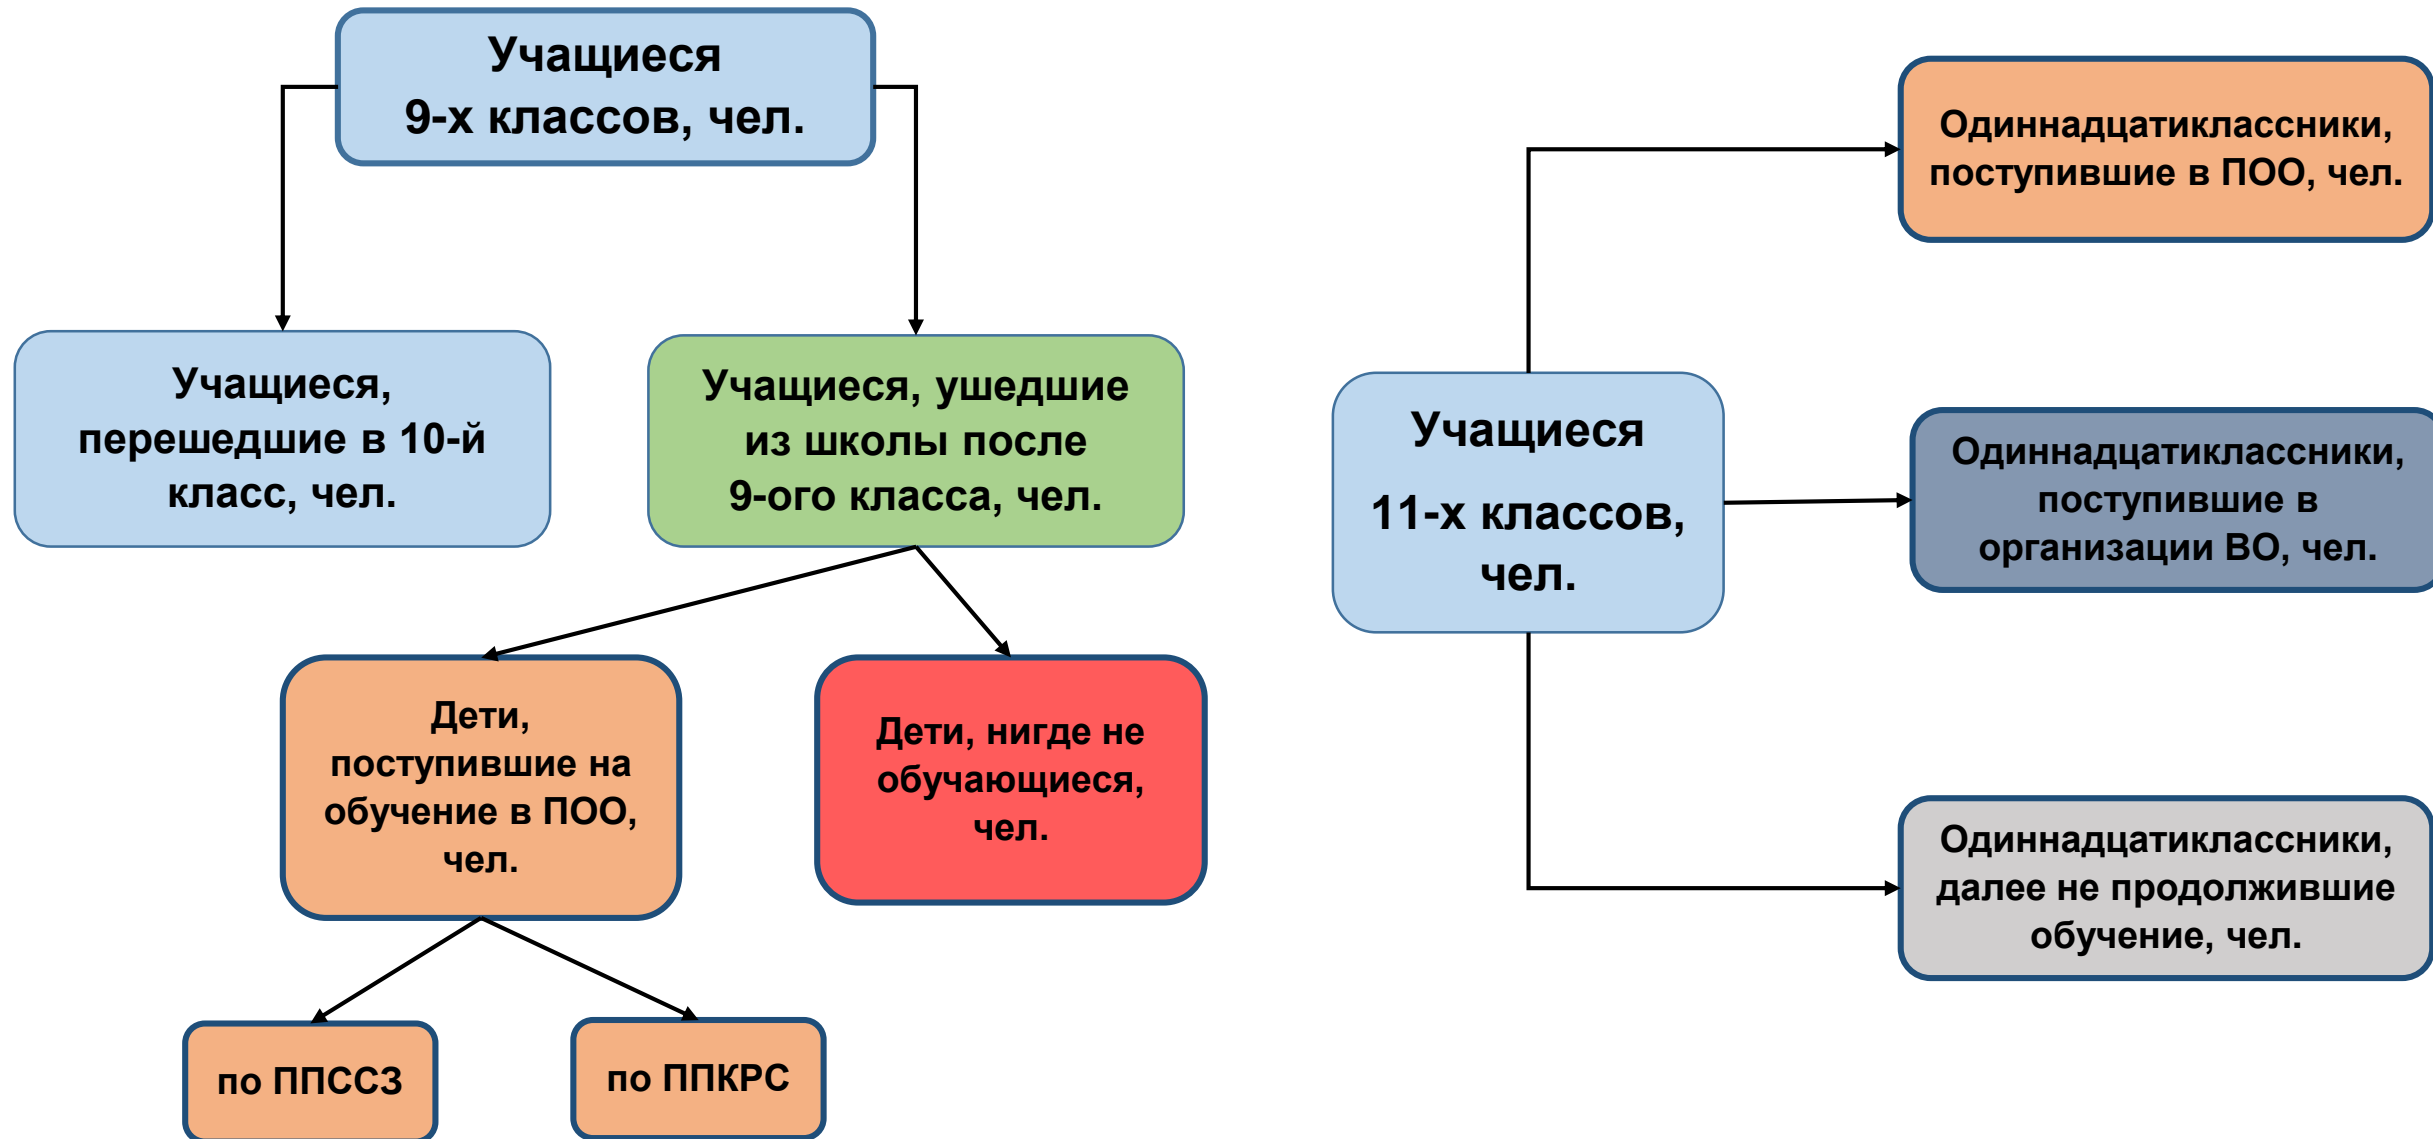 Учащиеся
9-х классов, чел.
Учащиеся,
перешедшие в 10-й
класс, чел.
Учащиеся, ушедшие
из школы после
9-ого класса, чел.
Дети,
поступившие на
обучение в ПОО,
чел.
Дети, нигде не
обучающиеся,
чел.
по ППССЗ
по ППКРС
Учащиеся
11-х классов,
чел.
Одиннадцатиклассники,
поступившие в ПОО, чел.
Одиннадцатиклассники,
поступившие в
организации ВО, чел.
Одиннадцатиклассники,
далее не продолжившие
обучение, чел.